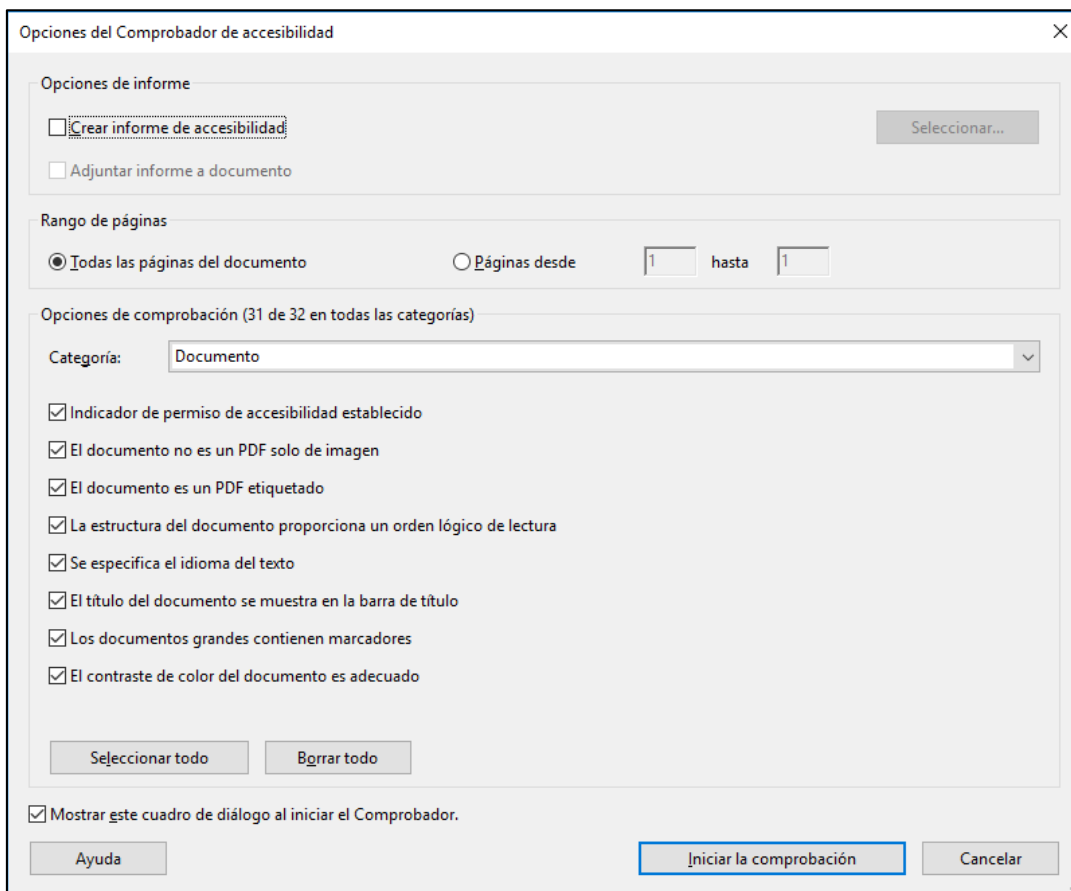 Opciones del Comprobador de accesibilidad
Opciones de informe
Crear informe de accesibilidad
Seleccionar...
Adjuntar informe a documento
Rango de páginas
Todas las páginas del documento
Páginas desde 1 hasta 1
Opciones de comprobación (31 de 32 en todas las categorías)
Categoría: Documento
Indicador de permiso de accesibilidad establecido
El documento no es un PDF solo de imagen
El documento es un PDF etiquetado
La estructura del documento proporciona un orden lógico de lectura
Se especifica el idioma del texto
El título del documento se muestra en la barra de título
Los documentos grandes contienen marcadores
El contraste de color del documento es adecuado
Seleccionar todo
Borrar todo
Mostrar este cuadro de diálogo al iniciar el Comprobador.
Ayuda
Iniciar la comprobación
Cancelar